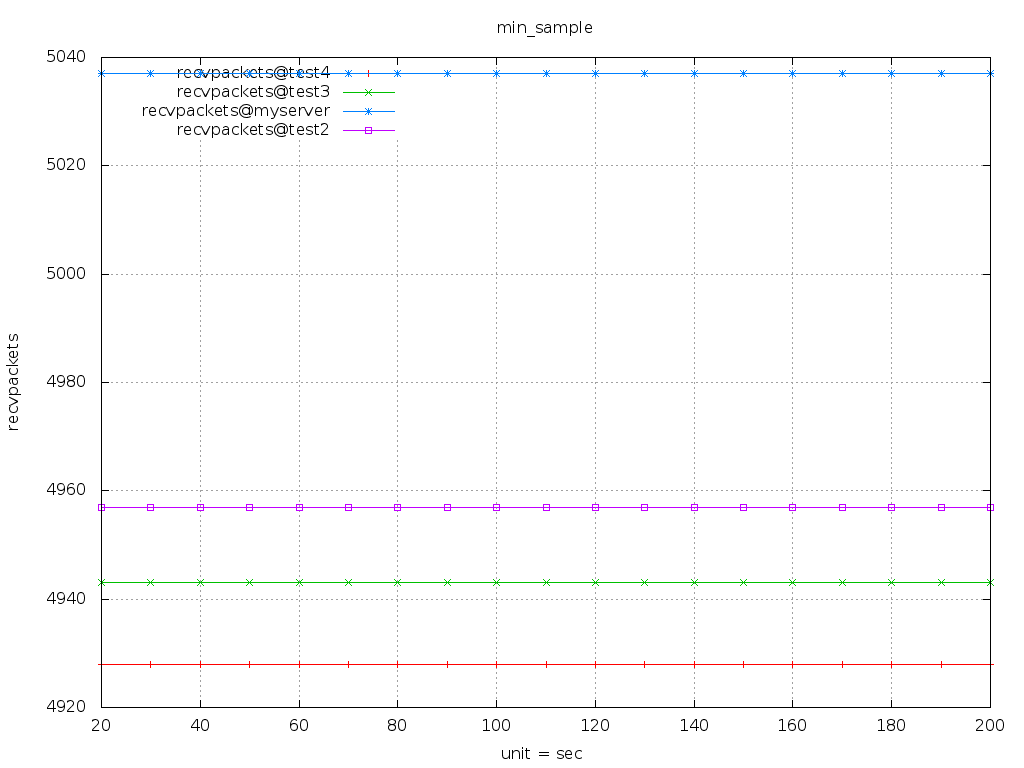 min_sample
5040
recvpackets@test4
recvpackets@test3
recvpackets@myserver
recvpackets@test2
5020
5000
4980
recvpackets
4960
4940
4920
20 40 60 80 100 120 140 160 180 200
unit = sec